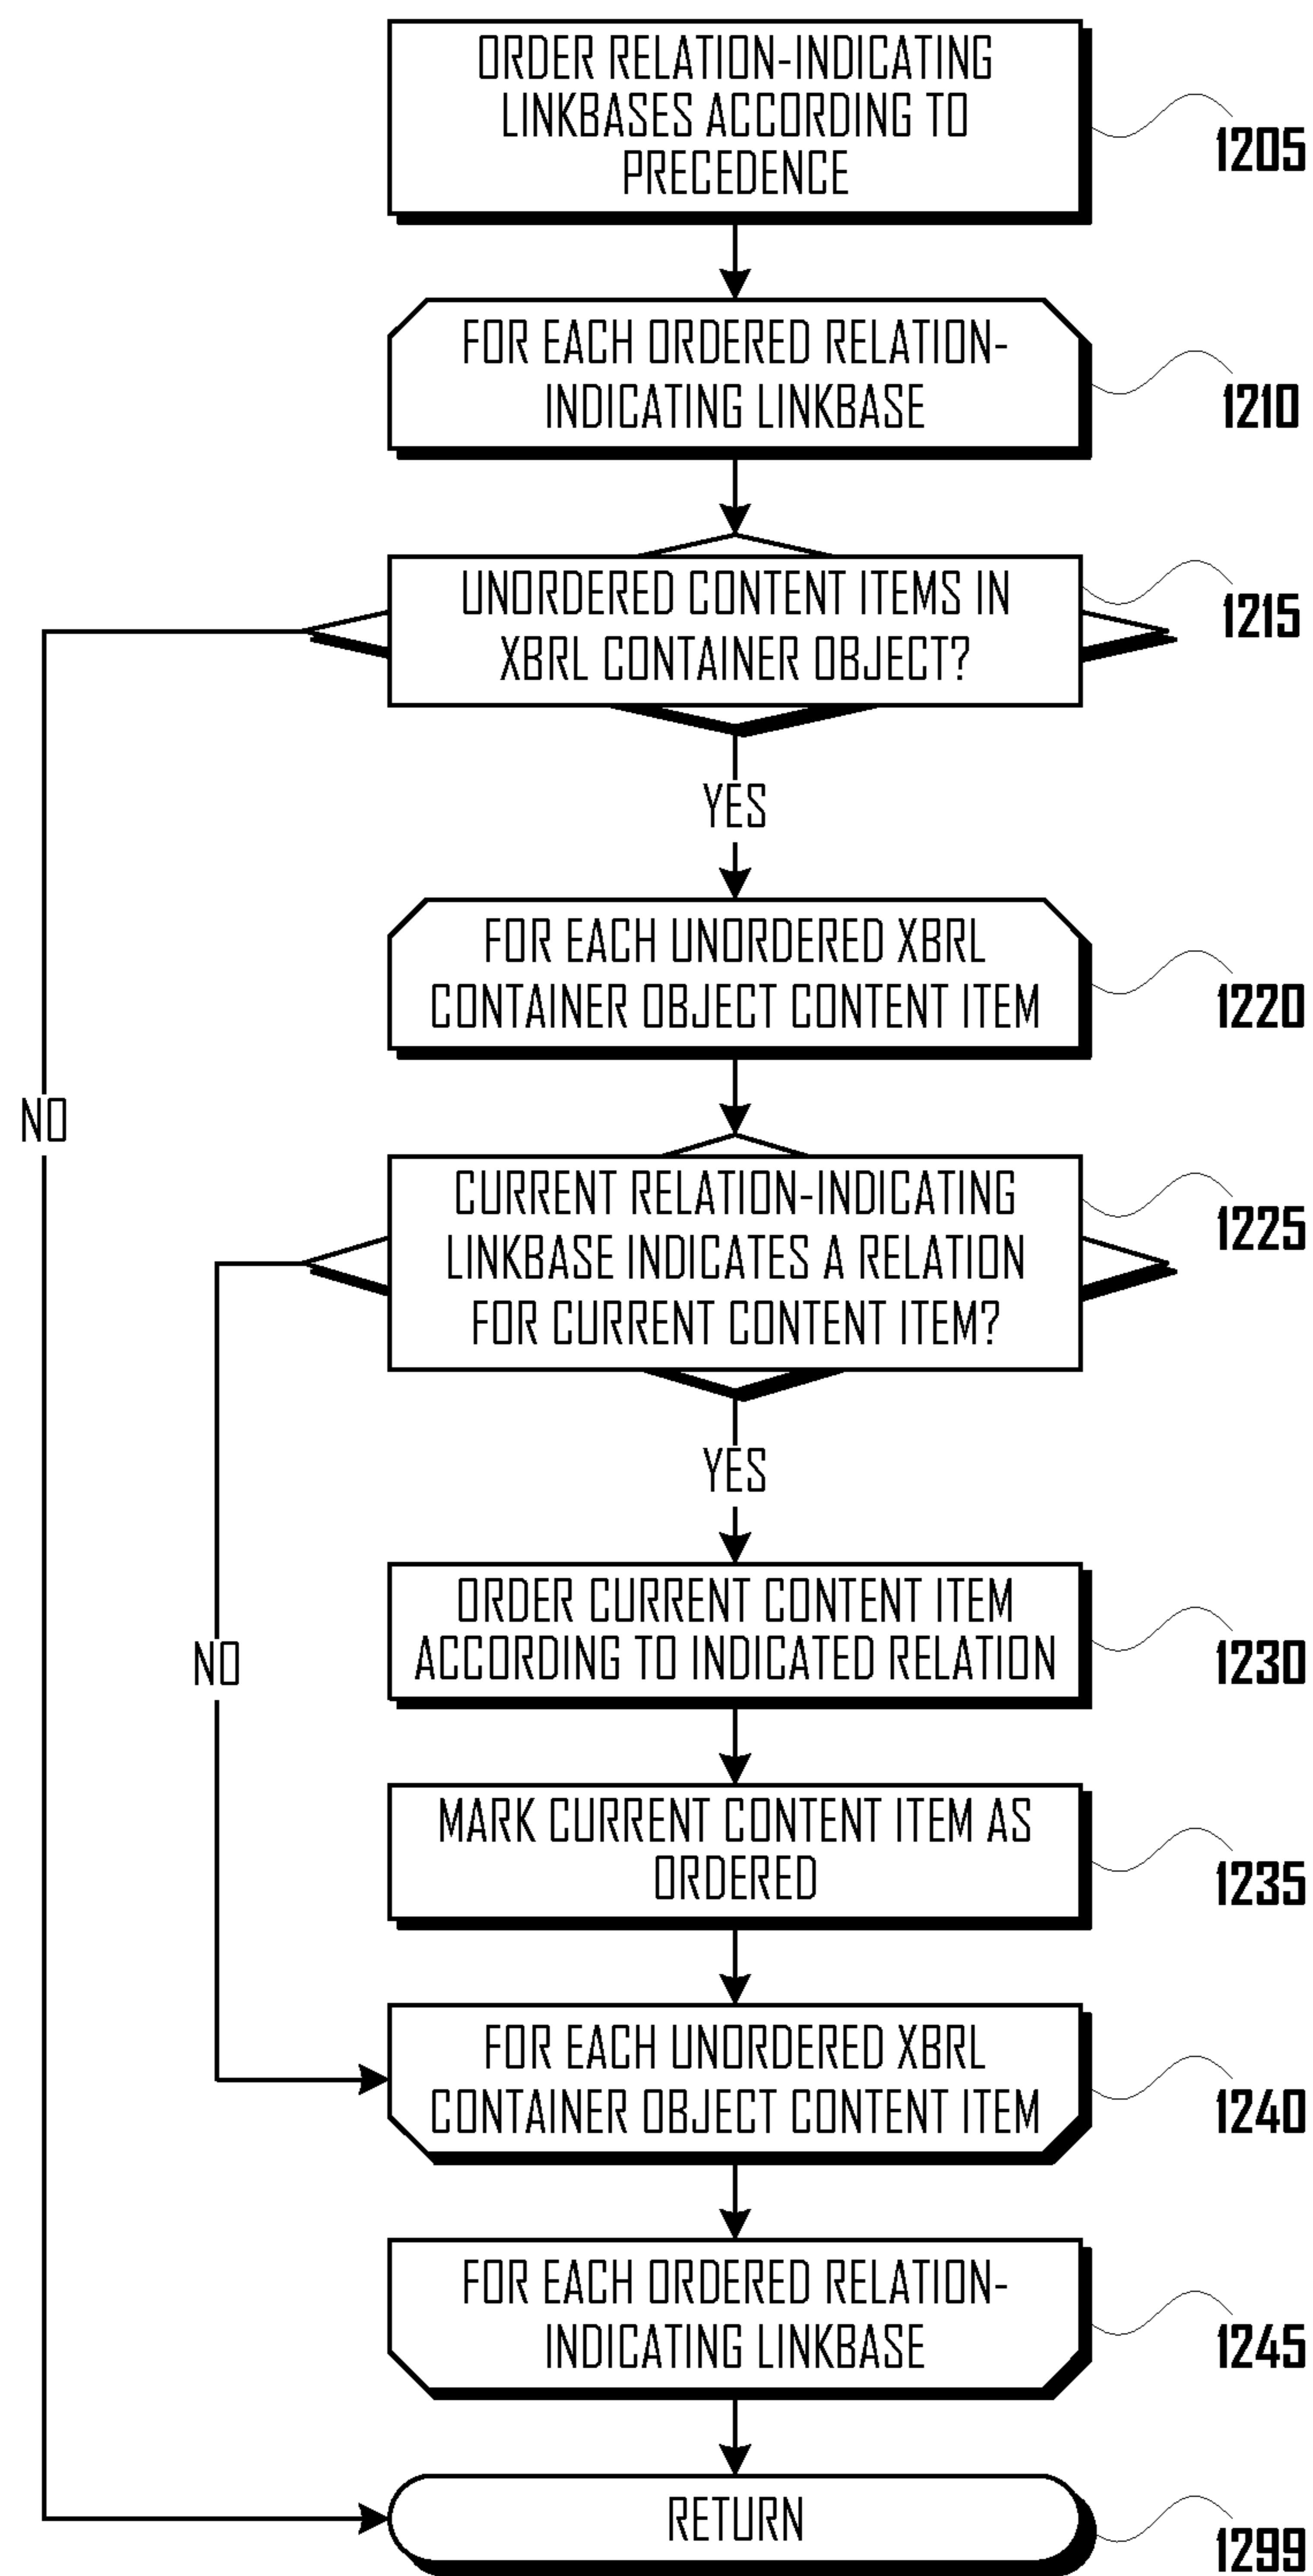 ORDER RELATION-INDICATING
LINKBASES ACCORDING TO
PRECEDENCE
1205
FOR EACH ORDERED RELATION-
INDICATING LINKBASE
1210
UNORDERED CONTENT ITEMS IN
XBRL CONTAINER OBJECT?
1215
YES
FOR EACH UNORDERED XBRL
CONTAINER OBJECT CONTENT ITEM
1220
NO
CURRENT RELATION-INDICATING
LINKBASE INDICATES A RELATION
FOR CURRENT CONTENT ITEM?
1225
YES
ORDER CURRENT CONTENT ITEM
ACCORDING TO INDICATED RELATION
1230
NO
MARK CURRENT CONTENT ITEM AS
ORDERED
1235
FOR EACH UNORDERED XBRL
CONTAINER OBJECT CONTENT ITEM
1240
FOR EACH ORDERED RELATION-
INDICATING LINKBASE
1245
RETURN
1299